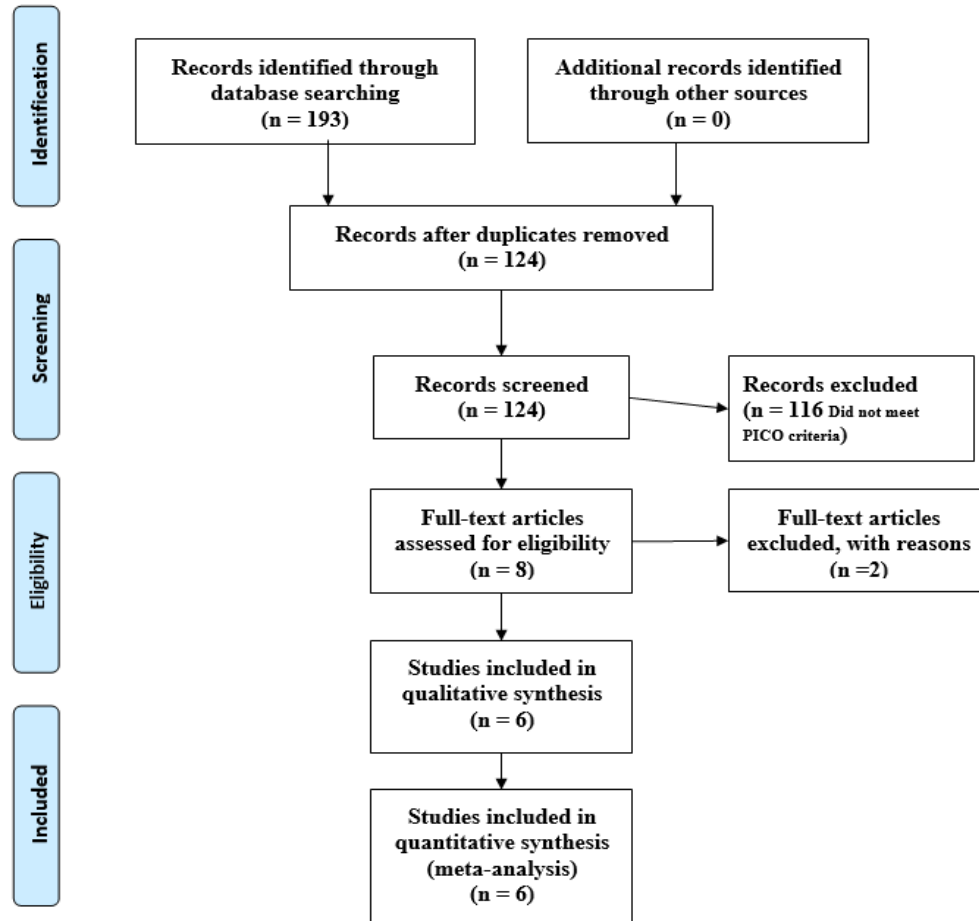 Identification
Records identified through
database searching
(n = 193)
Additional records identified
through other sources
(n = 0)
Records after duplicates removed
(n = 124)
Screening
Records screened
(n = 124)
Records excluded
(n = 116 Did not meet
PICO criteria)
Eligibility
Full-text articles
assessed for eligibility
(n = 8)
Full-text articles
excluded, with reasons
(n =2)
Studies included in
qualitative synthesis
(n = 6)
Included
Studies included in
quantitative synthesis
(meta-analysis)
(n = 6)